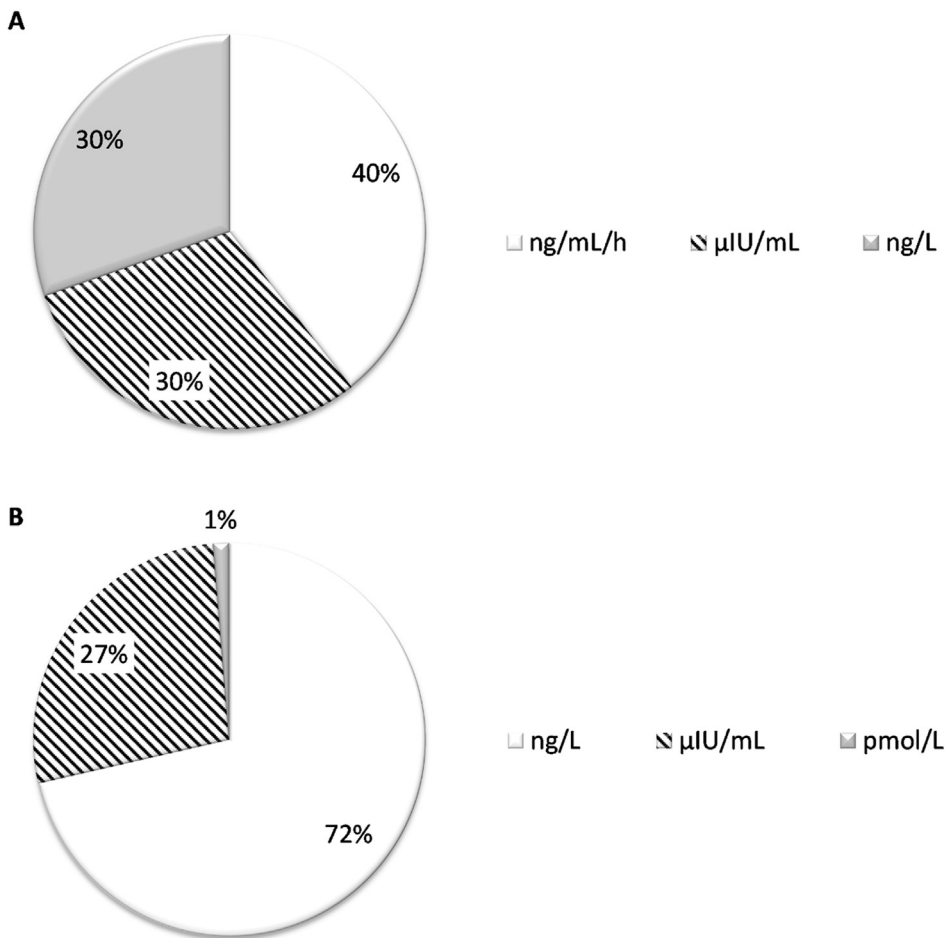 A
30%
40%
ng/mL/h
µIU/mL
ng/L
30%
B
1%
27%
ng/L
µIU/mL
pmol/L
72%